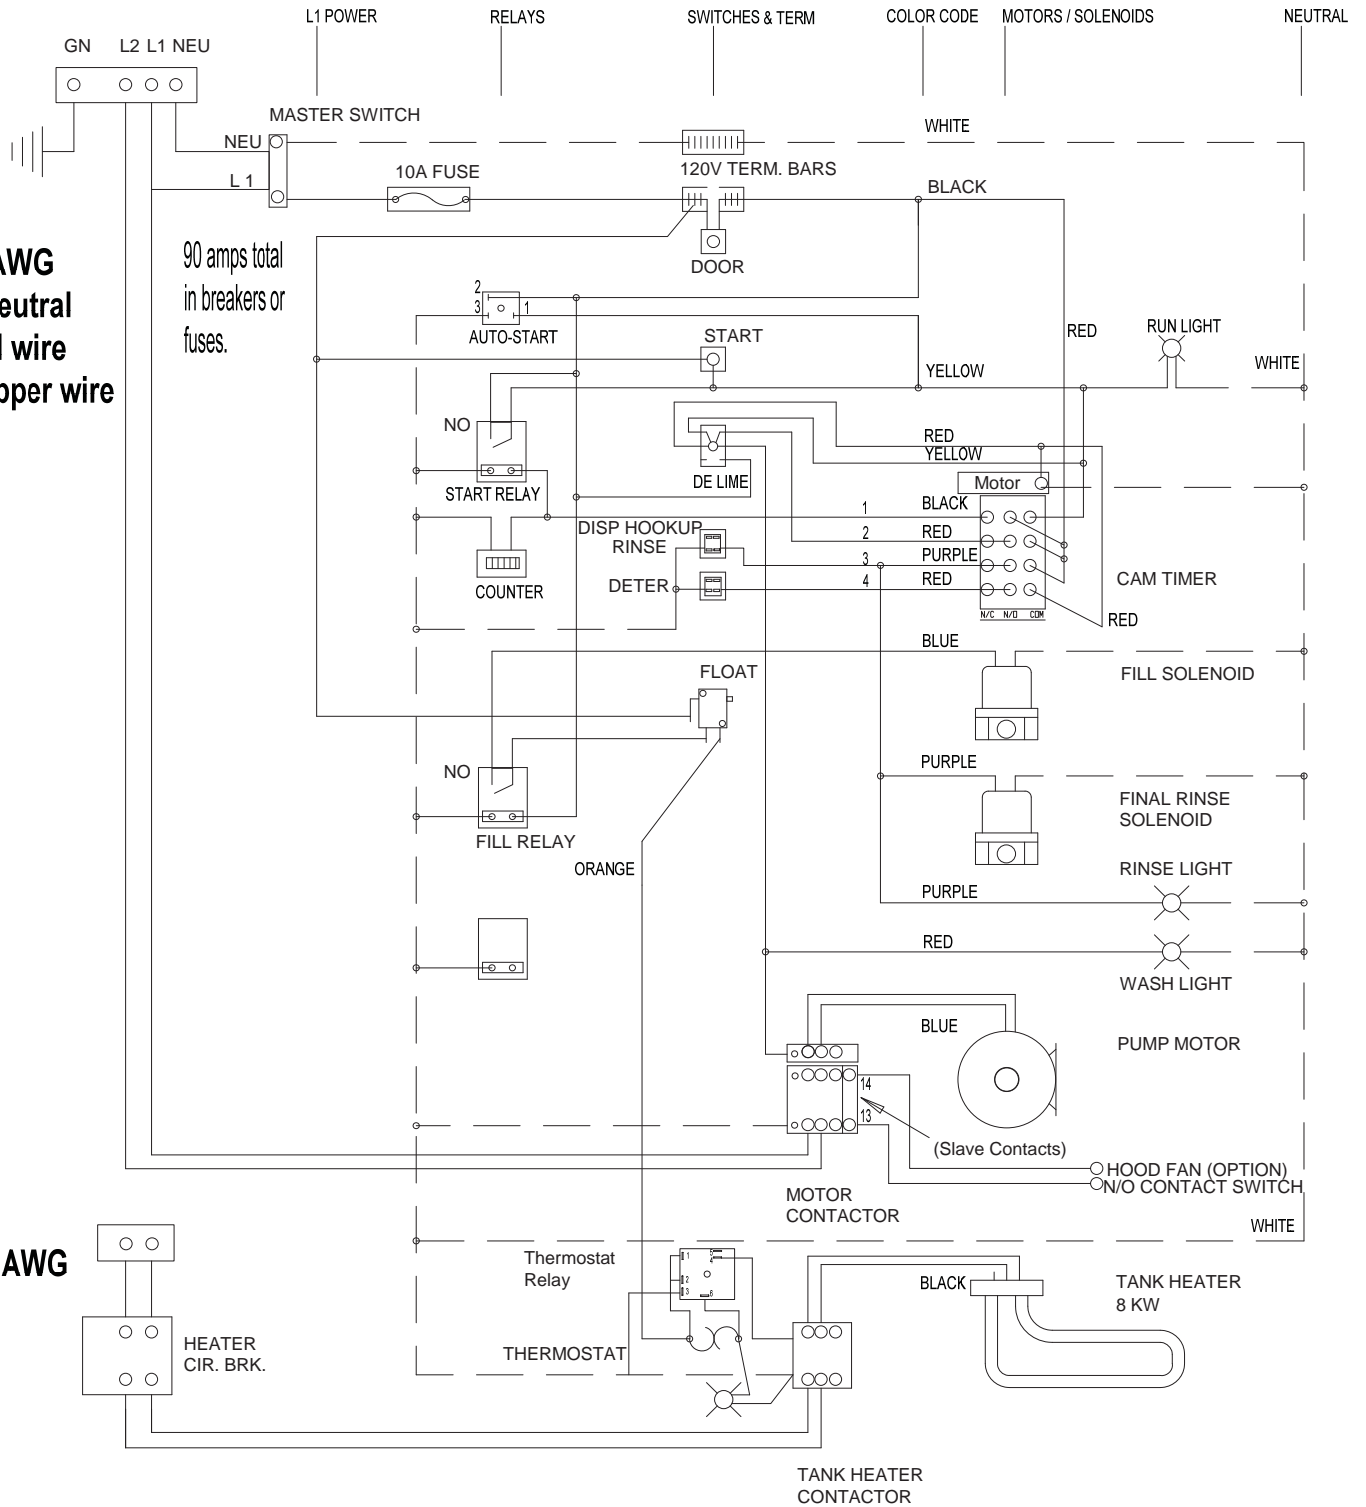 L1 POWER
RELAYS
SWITCHES & TERM
COLOR CODE
MOTORS / SOLENOIDS
NEUTRAL
GN
L2
L1
NEU
MASTER SWITCH
NEU
L 1
WHITE
10A FUSE
120V TERM. BARS
BLACK
AWG
eutral
wire
pper wire
90 amps total
in breakers or
fuses.
DOOR
2
3
1
AUTO-START
START
RED
RUN LIGHT
YELLOW
WHITE
NO
START RELAY
DE LIME
RED
YELLOW
Motor
1
BLACK
DISP HOOKUP
RINSE
2
RED
3
PURPLE
DETER
4
RED
CAM TIMER
COUNTER
N/C
N/O
COM
RED
BLUE
FILL SOLENOID
FLOAT
NO
FILL RELAY
PURPLE
FINAL RINSE
SOLENOID
ORANGE
RINSE LIGHT
PURPLE
RED
WASH LIGHT
BLUE
PUMP MOTOR
14
13
(Slave Contacts)
HOOD FAN (OPTION)
N/O CONTACT SWITCH
MOTOR
CONTACTOR
WHITE
AWG
Thermostat
Relay
1
2
3
5
4
6
BLACK
TANK HEATER
8 KW
HEATER
CIR. BRK.
THERMOSTAT
TANK HEATER
CONTACTOR